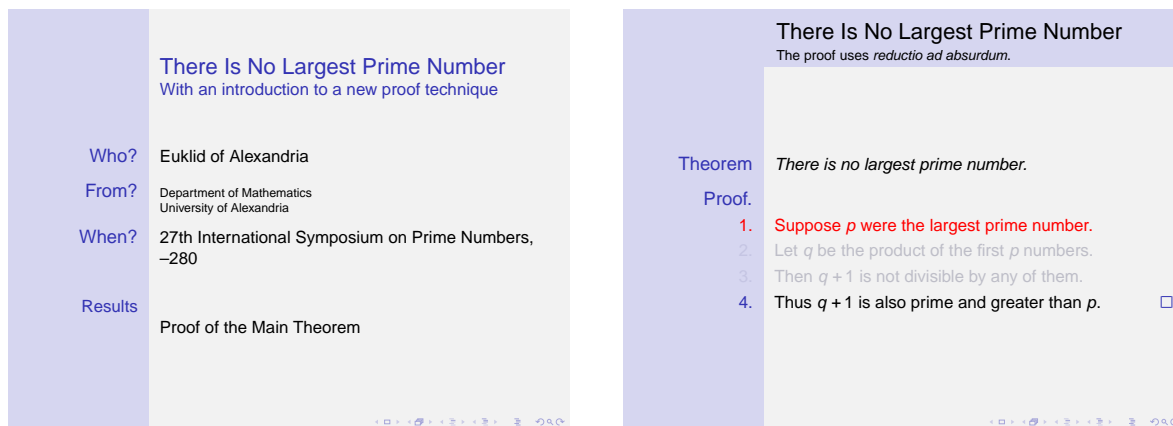 There Is No Largest Prime Number
With an introduction to a new proof technique
Who? Euklid of Alexandria
From? Department of Mathematics
University of Alexandria
When? 27th International Symposium on Prime Numbers,
–280
Results
Proof of the Main Theorem
There Is No Largest Prime Number
The proof uses reductio ad absurdum.
Theorem There is no largest prime number.
Proof.
1. Suppose p were the largest prime number.
2. Let q be the product of the first p numbers.
3. Then q + 1 is not divisible by any of them.
4. Thus q + 1 is also prime and greater than p. □